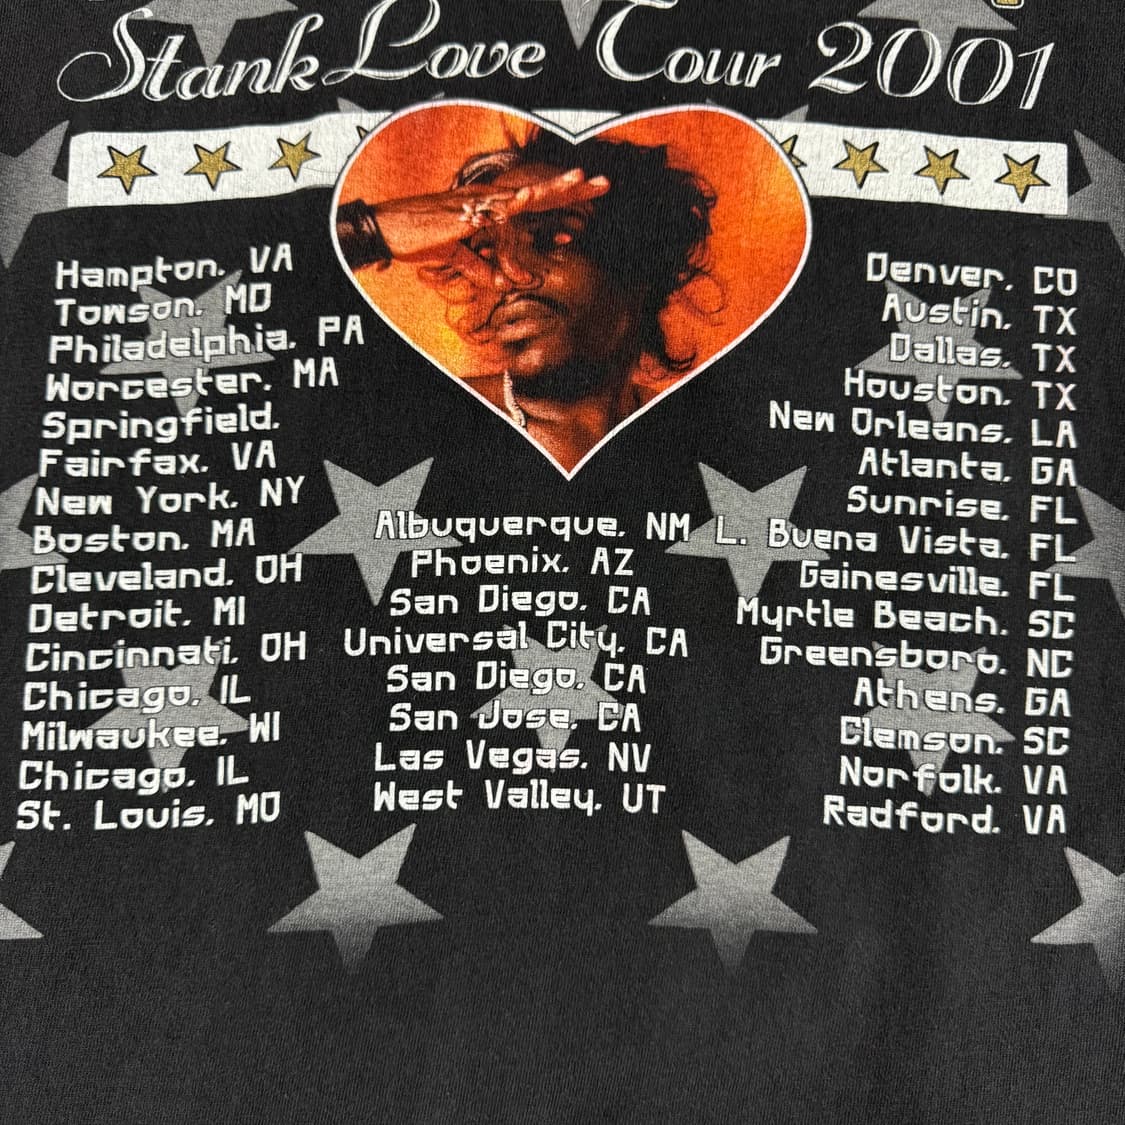 Stank Love Tour 2001
Hampton, VA
Towson, MD
Philadelphia, PA
Worcester, MA
Springfield,
Fairfax, VA
New York, NY
Boston, MA
Cleveland, OH
Detroit, MI
Cincinnati, OH
Chicago, IL
Milwaukee, WI
Chicago, IL
St. Louis, MO
Albuquerque, NM
Phoenix, AZ
San Diego, CA
Universal City, CA
San Diego, CA
San Jose, CA
Las Vegas, NV
West Valley, UT
Denver, CO
Austin, TX
Dallas, TX
Houston, TX
New Orleans, LA
Atlanta, GA
Sunrise, FL
L. Buena Vista, FL
Gainesville, FL
Myrtle Beach, SC
Greensboro, NC
Athens, GA
Clemson, SC
Norfolk, VA
Radford, VA